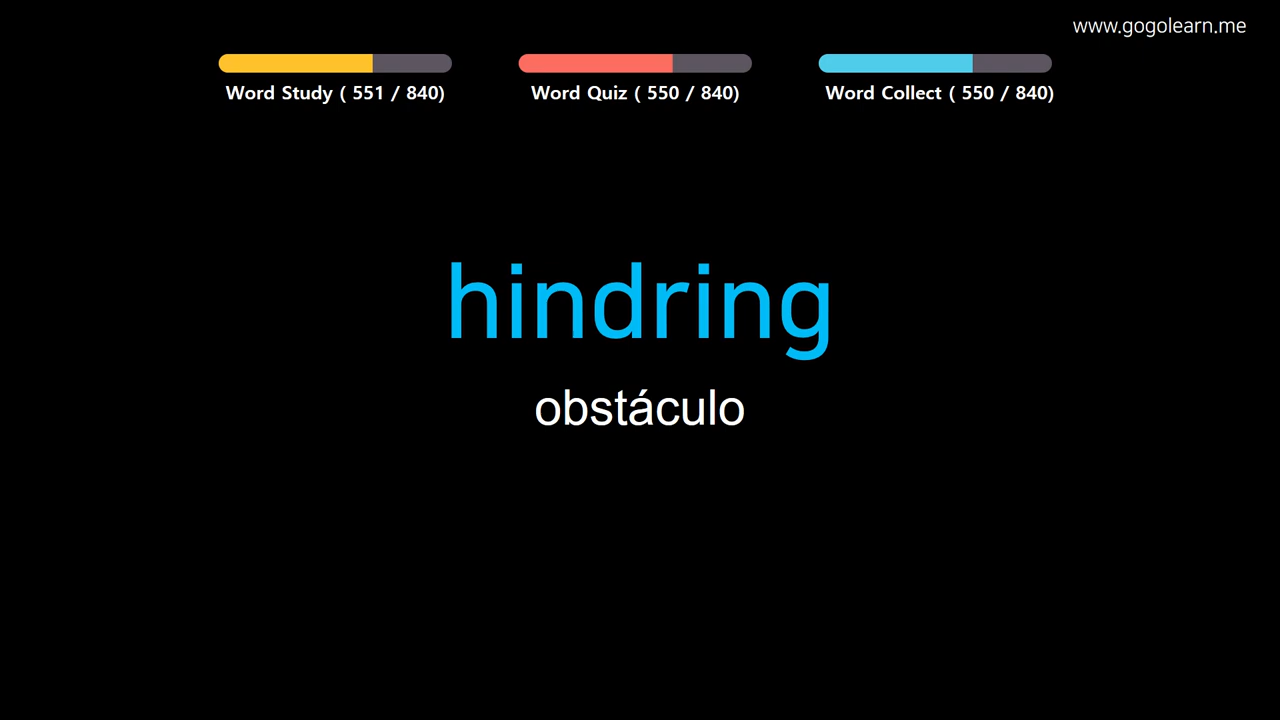 www.gogolearn.me
Word Study ( 551 / 840)
Word Quiz ( 550 / 840)
Word Collect ( 550 / 840)
hindring
obstáculo